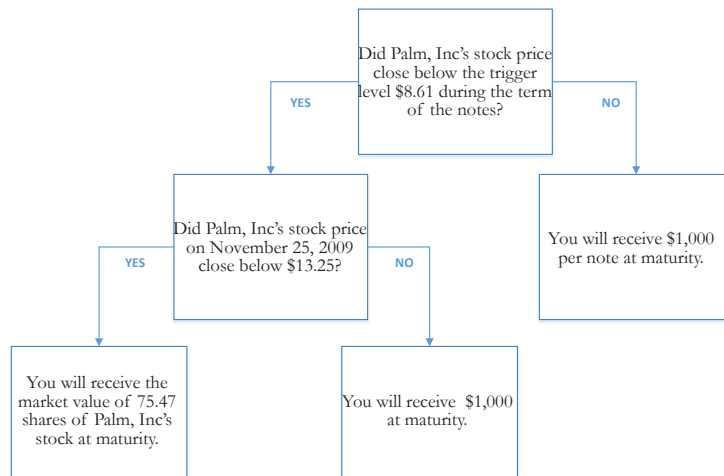 Did Palm, Inc's stock price
close below the trigger
level $8.61 during the term
of the notes?
YES
NO
Did Palm, Inc's stock price
on November 25, 2009
close below $13.25?
You will receive $1,000
per note at maturity.
YES
NO
You will receive the
market value of 75.47
shares of Palm, Inc's
stock at maturity.
You will receive $1,000
at maturity.